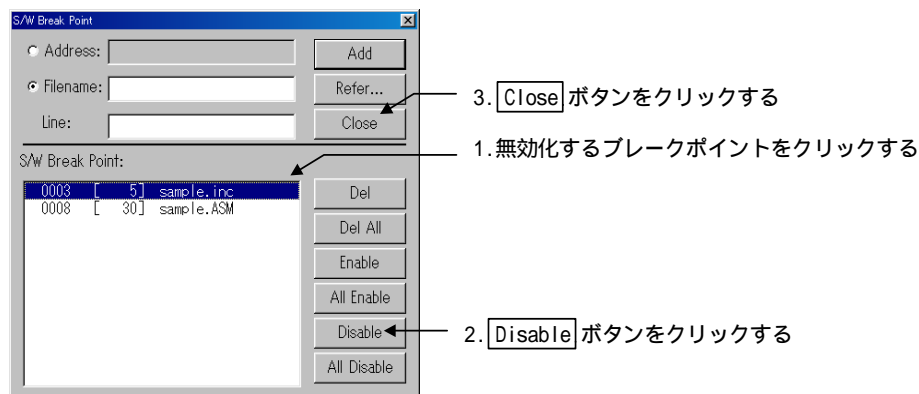 S/W Break Point
Address:
Add
Filename:
Refer...
Line:
Close
3. Close ボタンをクリックする
1.無効化するブレークポイントをクリックする
S/W Break Point:
0003 [ 5] sample.inc
0008 [ 30] sample.ASM
Del
Del All
Enable
All Enable
Disable
2. Disable ボタンをクリックする
All Disable